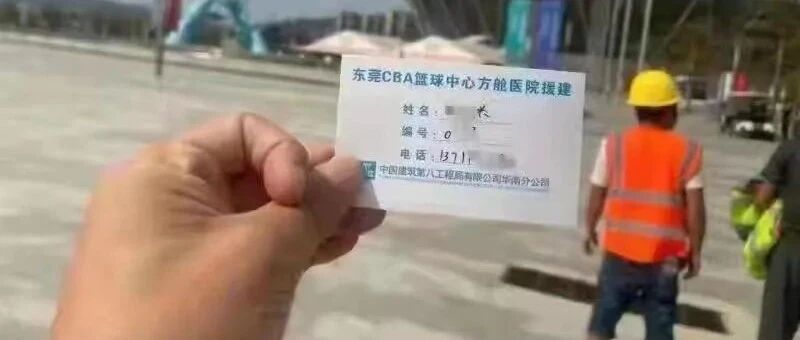 东莞CBA篮球中心方舱医院援建
姓名: 长
编号: 0
电话: 1371
中国建筑第八工程局有限公司华南分公司